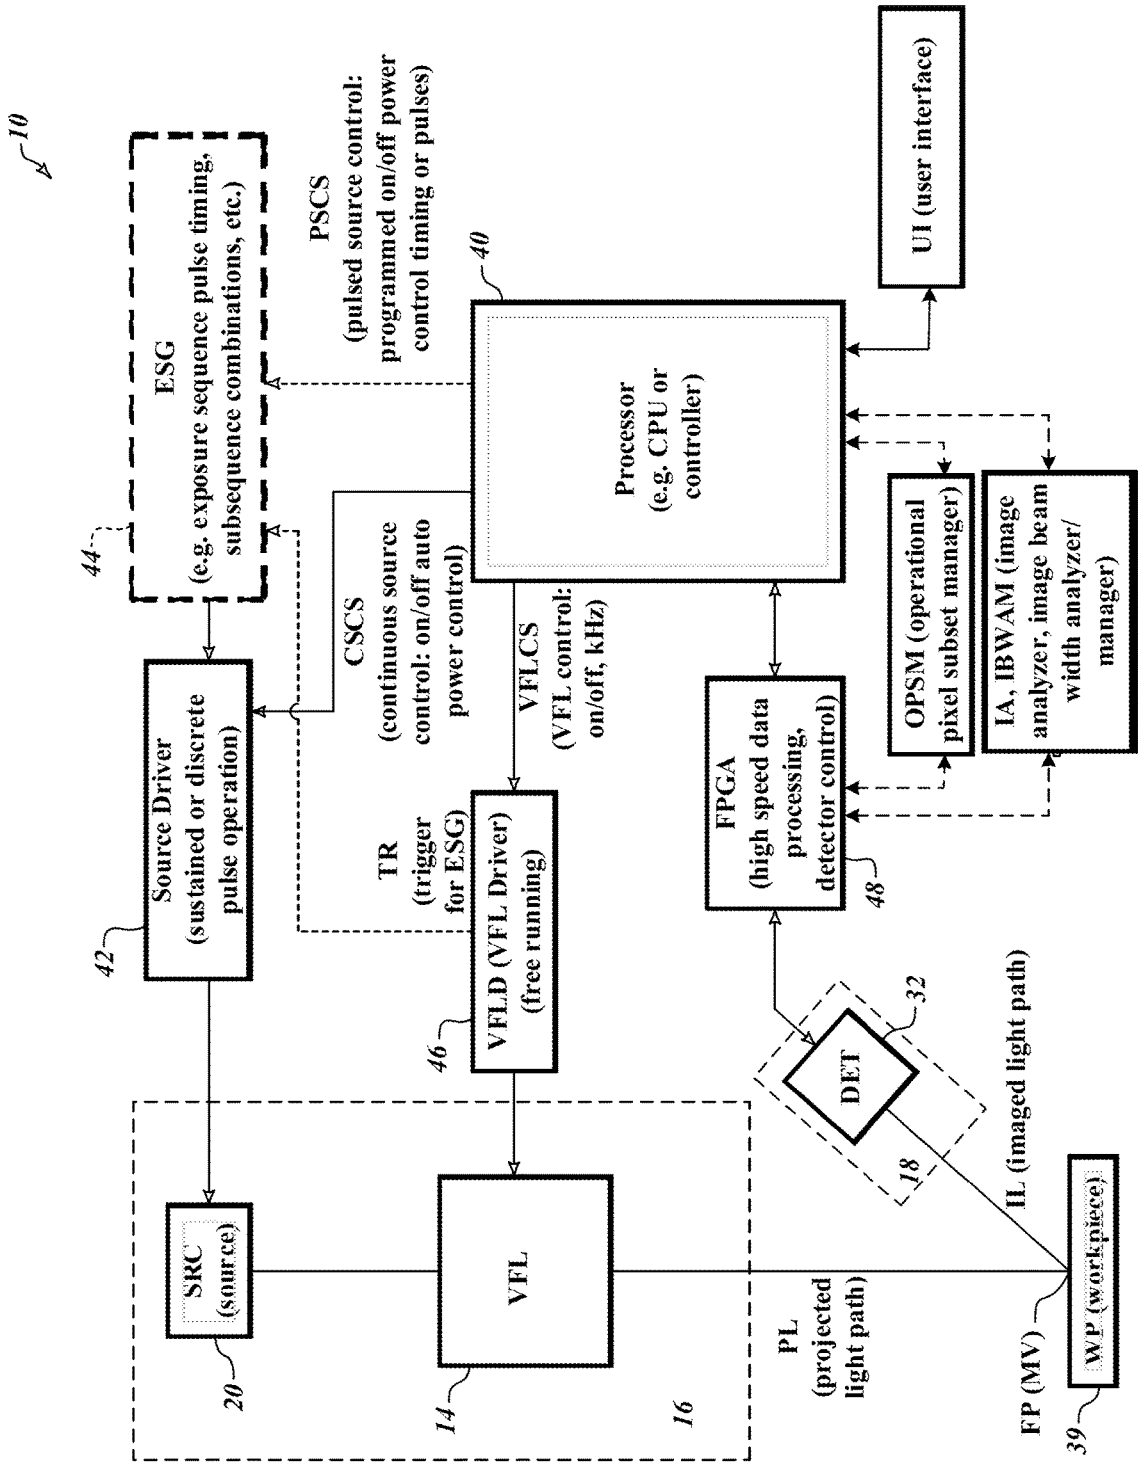 10
44
ESG
(e.g. exposure sequence pulse timing,
subsequence combinations, etc.)
PSCS
(pulsed source control:
programmed on/off power
control timing or pulses)
20
SRC
(source)
42
Source Driver
(sustained or discrete
pulse operation)
CSCS
(continuous source
control: on/off auto
power control)
TR
(trigger
for ESG)
14
VFL
46
VFLD (VFL Driver)
(free running)
VFLCS
(VFL control:
on/off, kHz)
40
Processor
(e.g. CPU or
controller)
16
PL
(projected
light path)
18
DET
32
FPGA
(high speed data
processing,
detector control)
48
OPSM (operational
pixel subset manager)
UI (user interface)
IA, IBWAM (image
analyzer, image beam
width analyzer/
manager)
IL (imaged light path)
FP (MV)
39
WP (workpiece)